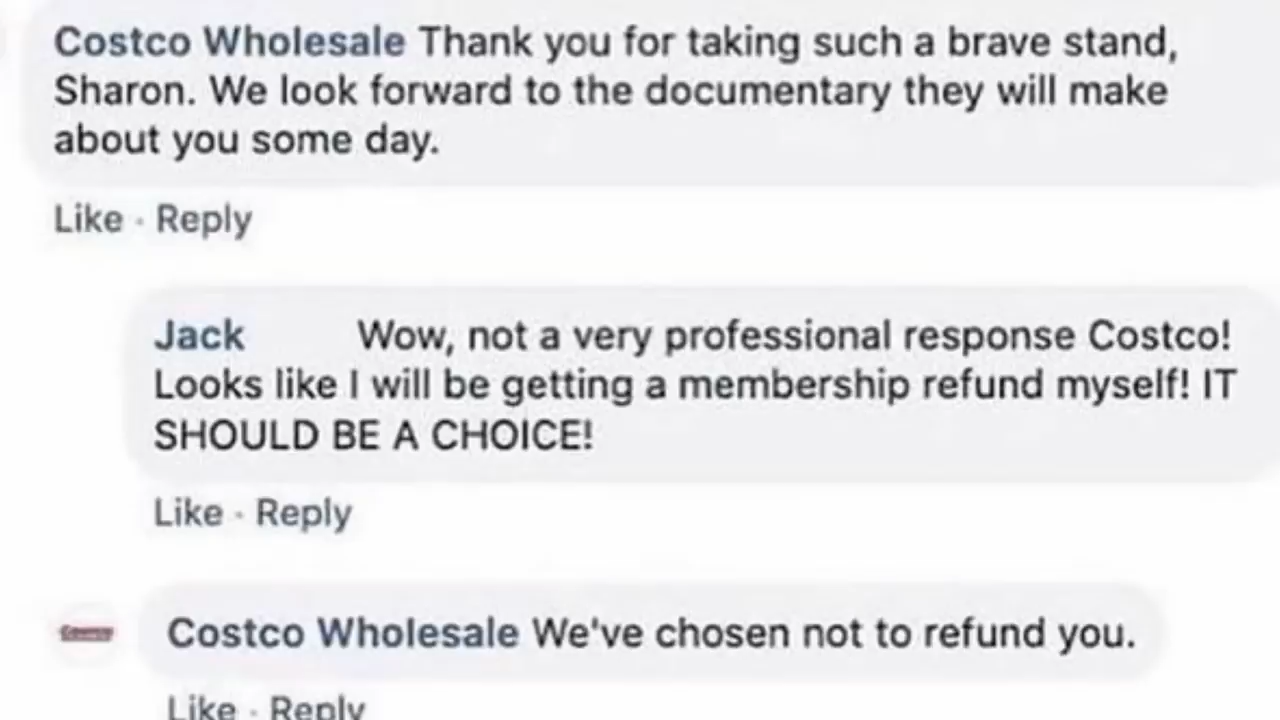 Costco Wholesale Thank you for taking such a brave stand,
Sharon. We look forward to the documentary they will make
about you some day.
Like · Reply
Jack Wow, not a very professional response Costco!
Looks like I will be getting a membership refund myself! IT
SHOULD BE A CHOICE!
Like · Reply
Costco Wholesale We've chosen not to refund you.
Like · Reply